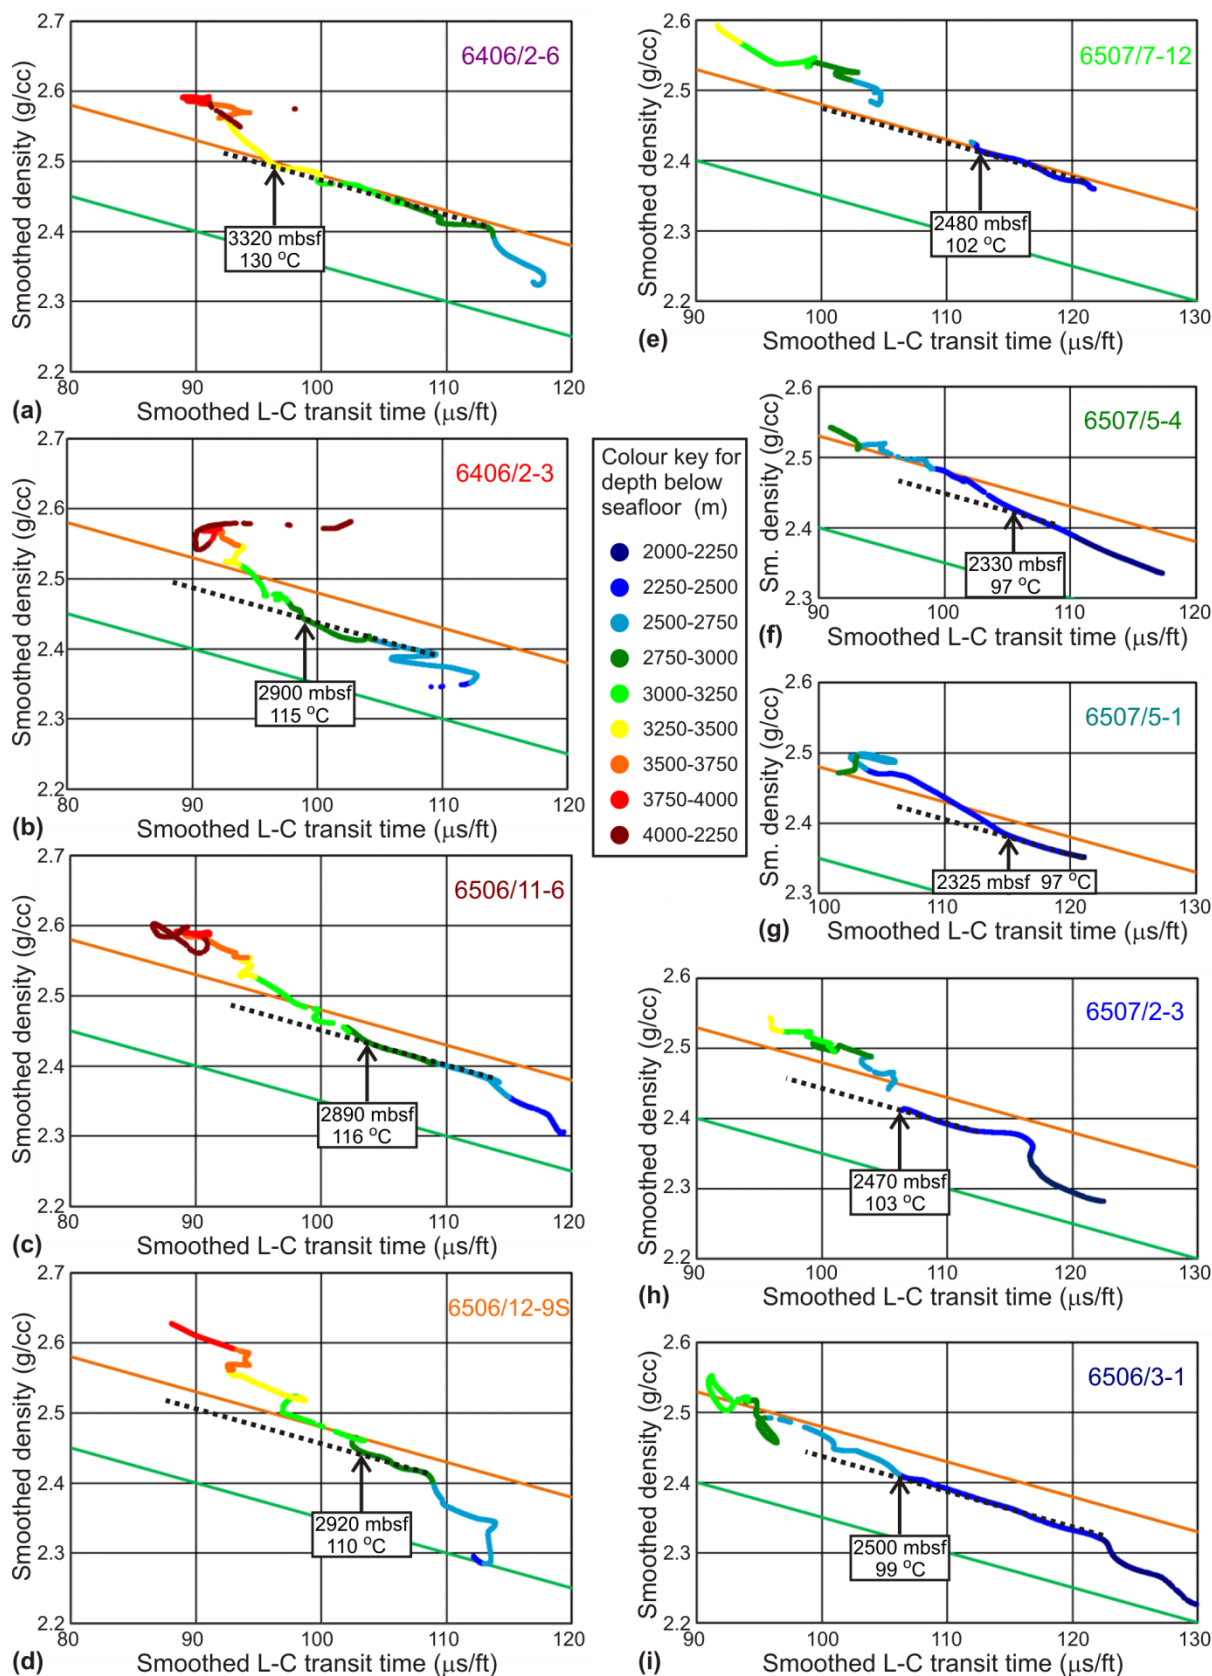 2.7
2.6
2.5
2.4
2.3
2.2
Smoothed density (g/cc)
6406/2-6
3320 mbsf
130 °C
80
90
100
110
120
(a)
Smoothed L-C transit time (μs/ft)
2.7
2.6
2.5
2.4
2.3
2.2
Smoothed density (g/cc)
6406/2-3
2900 mbsf
115 °C
80
90
100
110
120
(b)
Smoothed L-C transit time (μs/ft)
2.7
2.6
2.5
2.4
2.3
2.2
Smoothed density (g/cc)
6506/11-6
2890 mbsf
116 °C
80
90
100
110
120
(c)
Smoothed L-C transit time (μs/ft)
2.7
2.6
2.5
2.4
2.3
2.2
Smoothed density (g/cc)
6506/12-9S
2920 mbsf
110 °C
80
90
100
110
120
(d)
Smoothed L-C transit time (μs/ft)
Colour key for
depth below
seafloor (m)
2000-2250
2250-2500
2500-2750
2750-3000
3000-3250
3250-3500
3500-3750
3750-4000
4000-2250
2.6
2.5
2.4
2.3
2.2
Smoothed density (g/cc)
6507/7-12
2480 mbsf
102 °C
90
100
110
120
130
(e)
Smoothed L-C transit time (μs/ft)
2.6
2.5
2.4
2.3
Sm. density (g/cc)
6507/5-4
2330 mbsf
97 °C
90
100
110
120
(f)
Smoothed L-C transit time (μs/ft)
2.6
2.5
2.4
2.3
Sm. density (g/cc)
6507/5-1
2325 mbsf 97 °C
100
110
120
130
(g)
Smoothed L-C transit time (μs/ft)
2.6
2.5
2.4
2.3
2.2
Smoothed density (g/cc)
6507/2-3
2470 mbsf
103 °C
90
100
110
120
130
(h)
Smoothed L-C transit time (μs/ft)
2.6
2.5
2.4
2.3
2.2
Smoothed density (g/cc)
6506/3-1
2500 mbsf
99 °C
90
100
110
120
130
(i)
Smoothed L-C transit time (μs/ft)